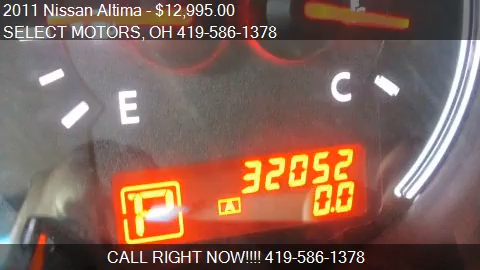 2011 Nissan Altima - $12,995.00
SELECT MOTORS, OH 419-586-1378
E C
32052
P A 0.0
CALL RIGHT NOW!!!! 419-586-1378